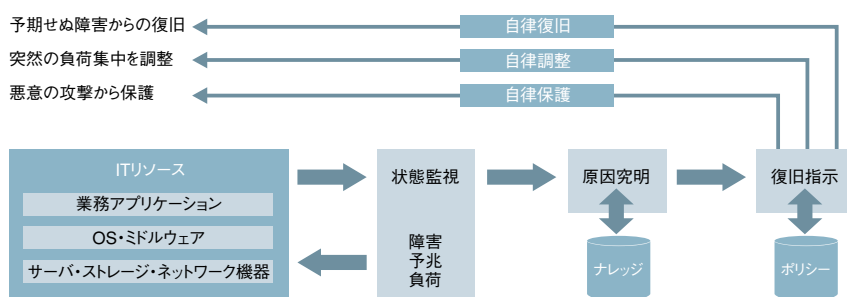 予期せぬ障害からの復旧
自律復旧
突然の負荷集中を調整
自律調整
悪意の攻撃から保護
自律保護
ITリソース
業務アプリケーション
OS・ミドルウェア
サーバ・ストレージ・ネットワーク機器
状態監視
障害
予兆
負荷
原因究明
ナレッジ
復旧指示
ポリシー